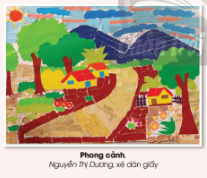 Phong cảnh.
Nguyễn Thị Dương, xé dán giấy